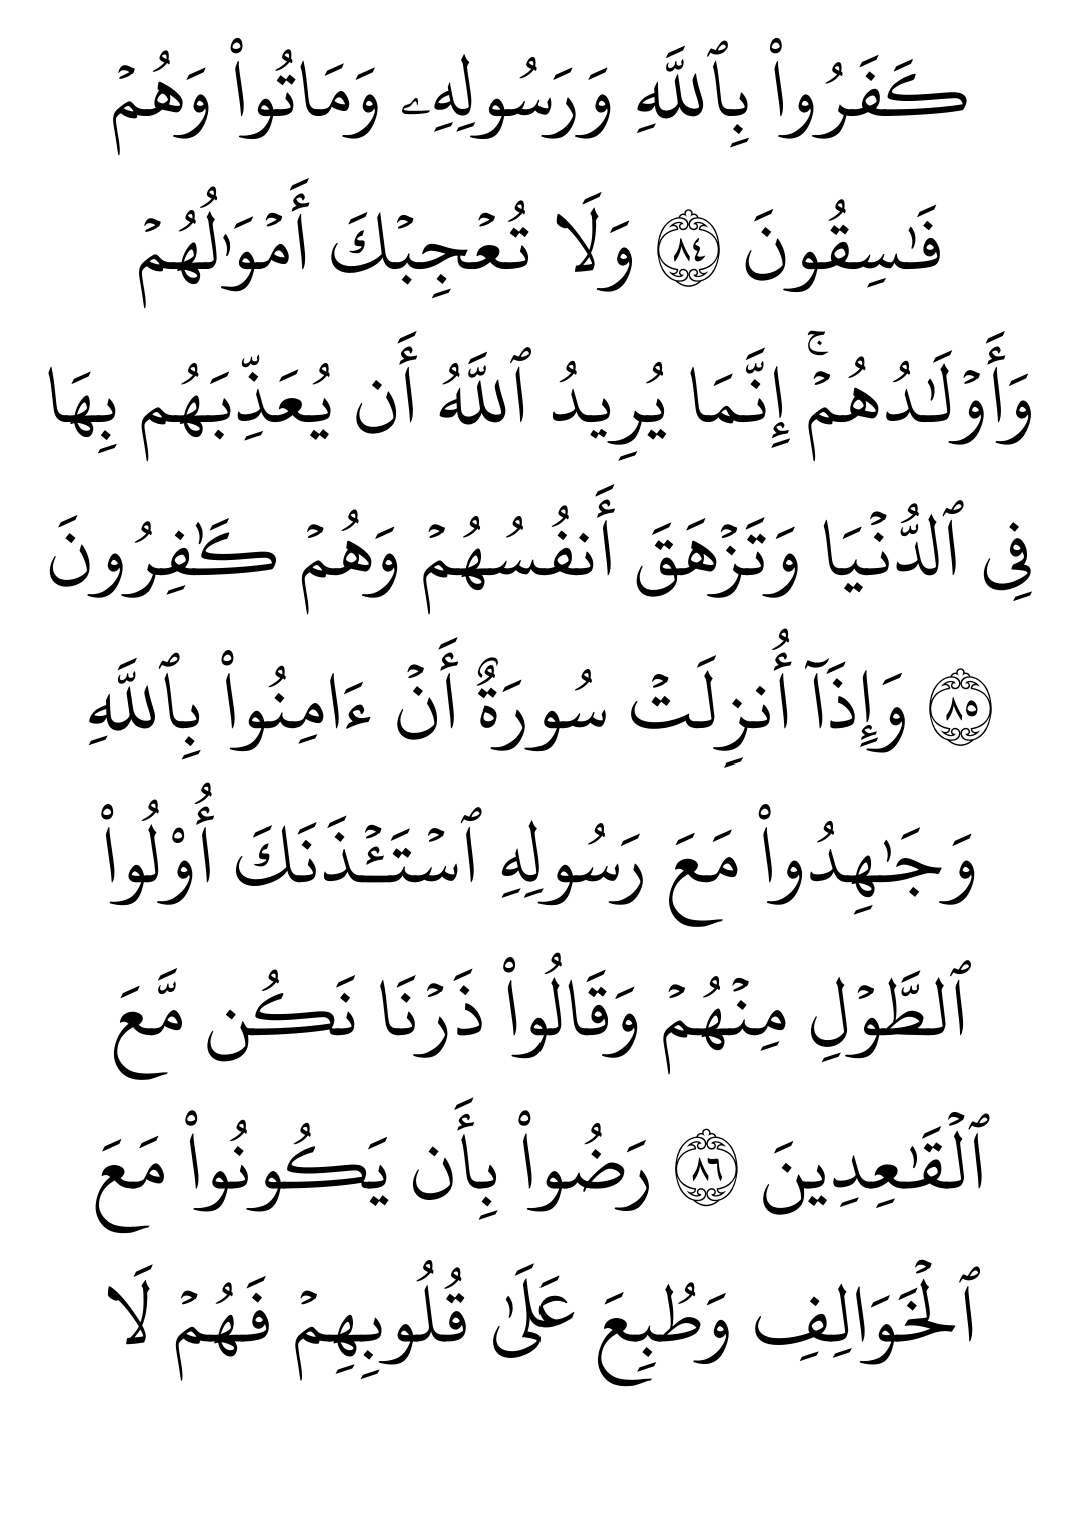 كَفَرُوا۟ بِٱللَّهِ وَرَسُولِهِۦ وَمَاتُوا۟ وَهُمْ
فَـٰسِقُونَ ٨٤ وَلَا تُعْجِبْكَ أَمْوَٰلُهُمْ
وَأَوْلَـٰدُهُمْ ۚ إِنَّمَا يُرِيدُ ٱللَّهُ أَن يُعَذِّبَهُم بِهَا
فِى ٱلدُّنْيَا وَتَزْهَقَ أَنفُسُهُمْ وَهُمْ كَـٰفِرُونَ
٨٥ وَإِذَآ أُنزِلَتْ سُورَةٌ أَنْ ءَامِنُوا۟ بِٱللَّهِ
وَجَـٰهِدُوا۟ مَعَ رَسُولِهِ ٱسْتَـْٔذَنَكَ أُو۟لُوا۟
ٱلطَّوْلِ مِنْهُمْ وَقَالُوا۟ ذَرْنَا نَكُن مَّعَ
ٱلْقَـٰعِدِينَ ٨٦ رَضُوا۟ بِأَن يَكُونُوا۟ مَعَ
ٱلْخَوَالِفِ وَطُبِعَ عَلَىٰ قُلُوبِهِمْ فَهُمْ لَا